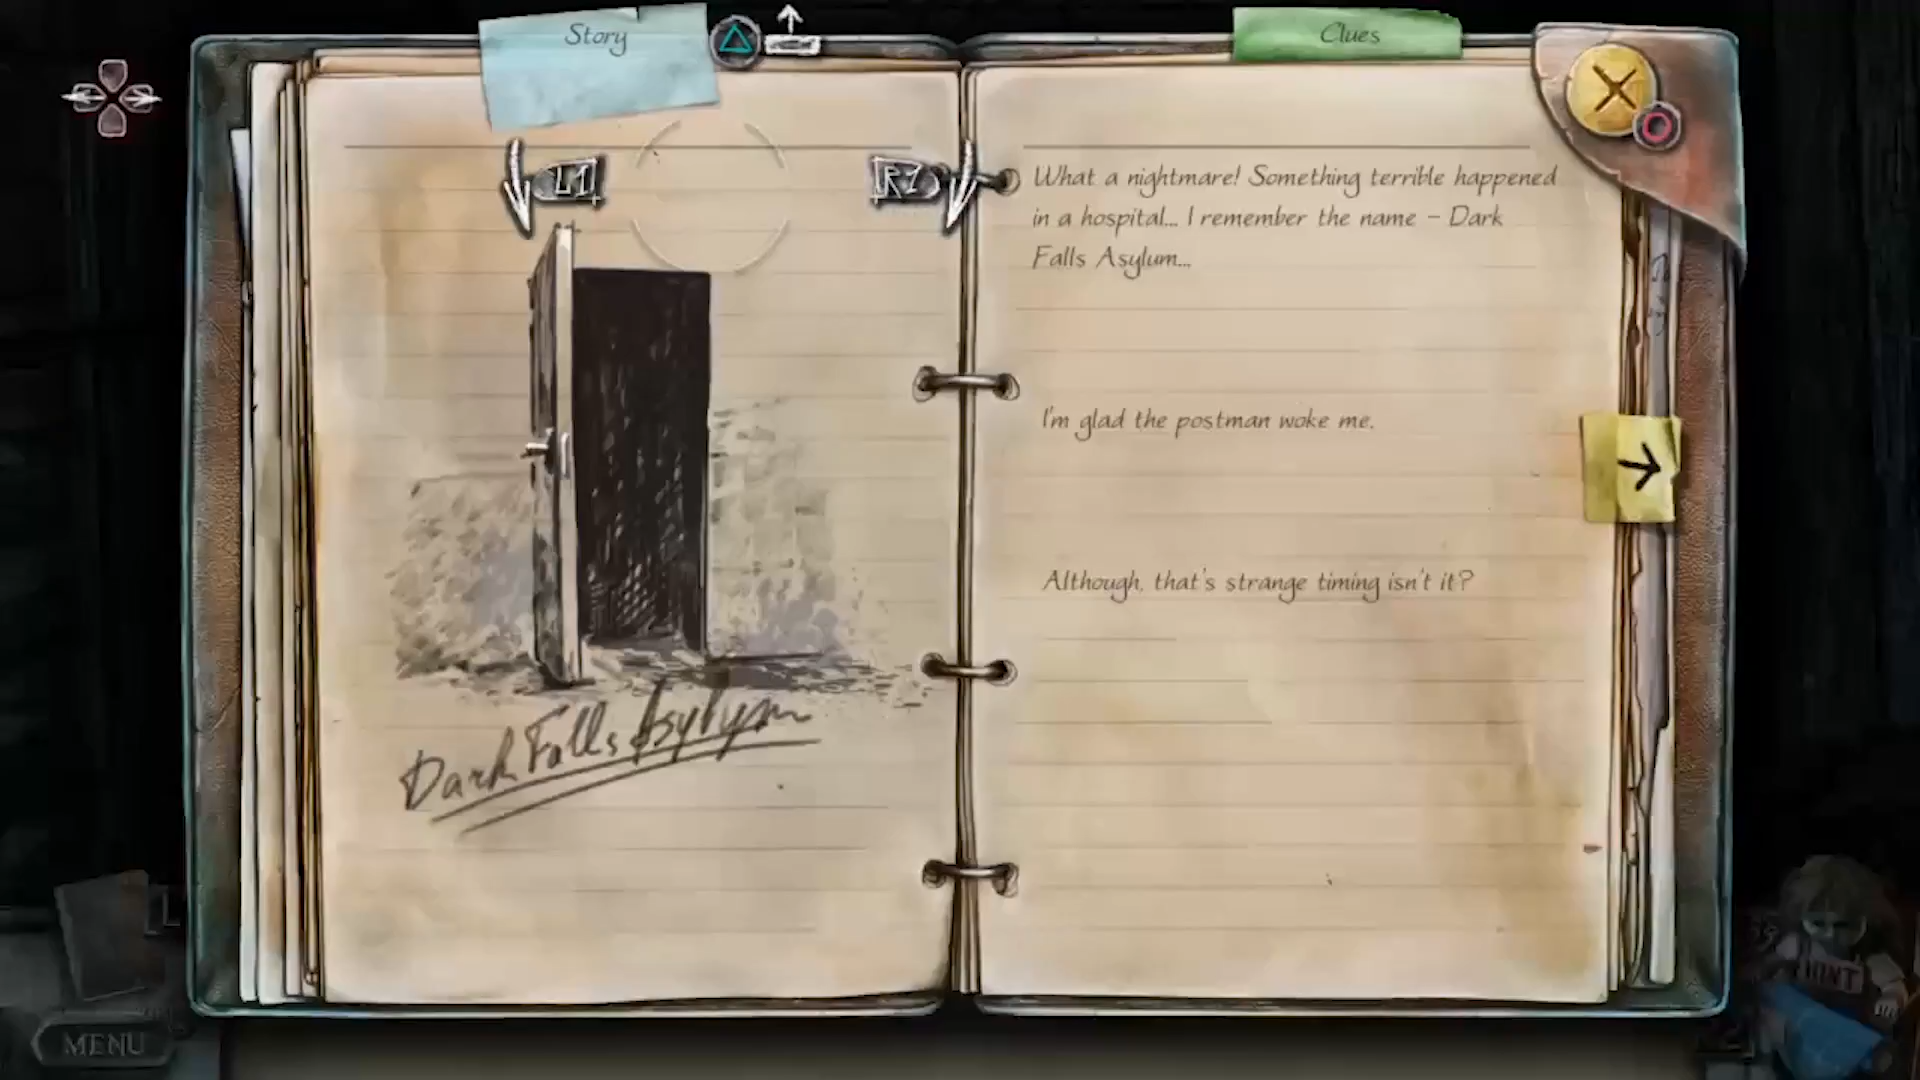 Story
Clues
L1
R1
What a nightmare! Something terrible happened
in a hospital... I remember the name – Dark
Falls Asylum...
I'm glad the postman woke me.
Although, that's strange timing isn't it?
Dark Falls Asylum
HINT
MENU